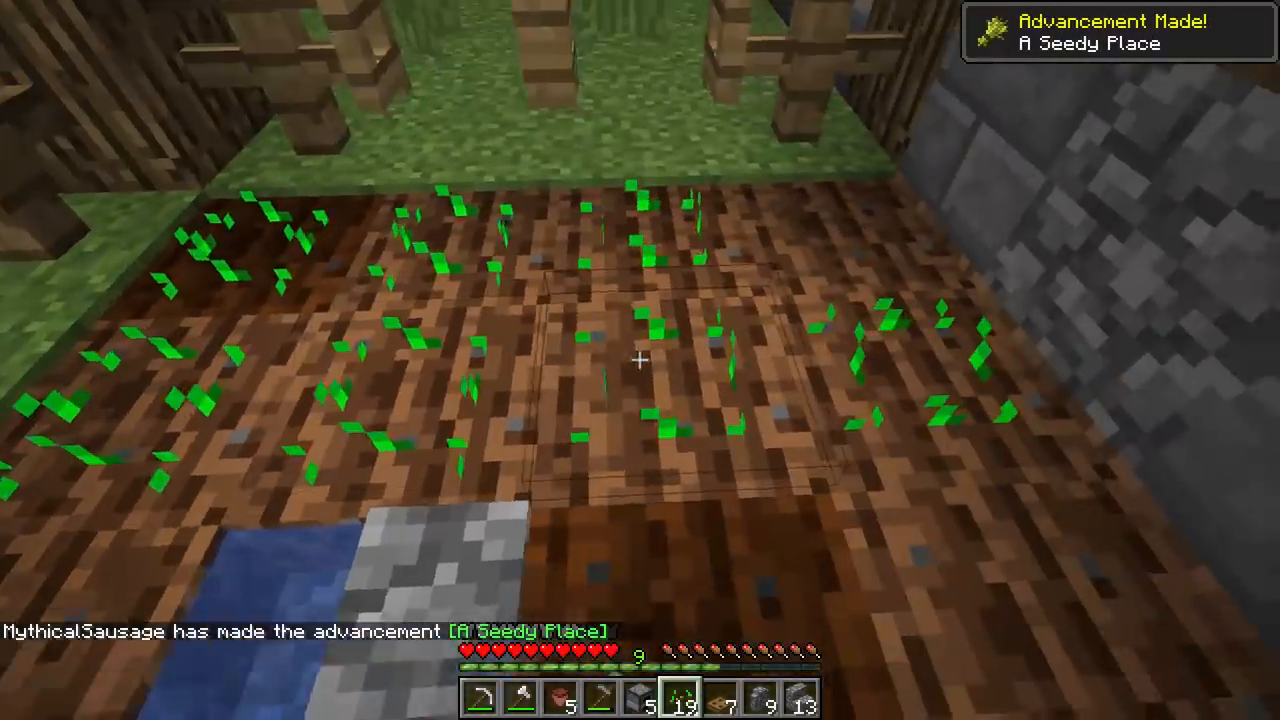 Advancement Made!
A Seedy Place
MythicalSausage has made the advancement [A Seedy Place]
9
5 5 19 7 9 13